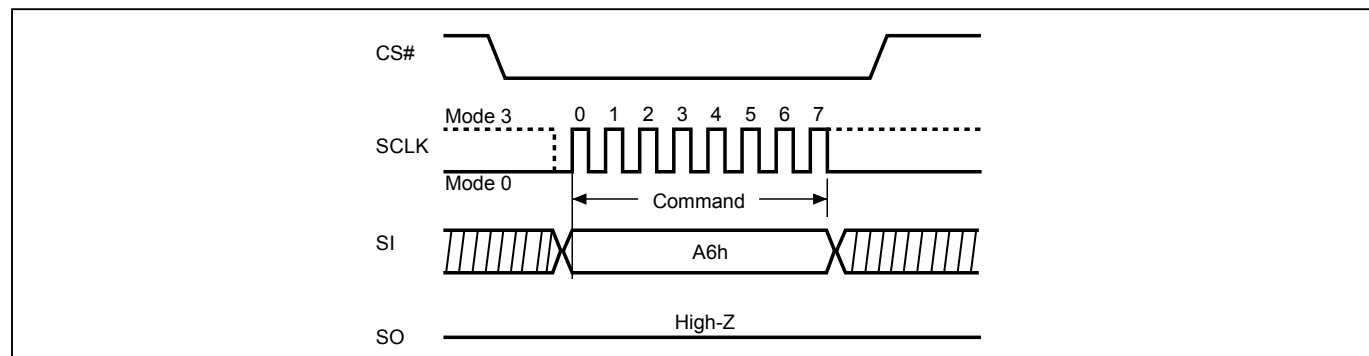 CS#
Mode 3
0 1 2 3 4 5 6 7
SCLK
Mode 0
Command
SI
A6h
High-Z
SO